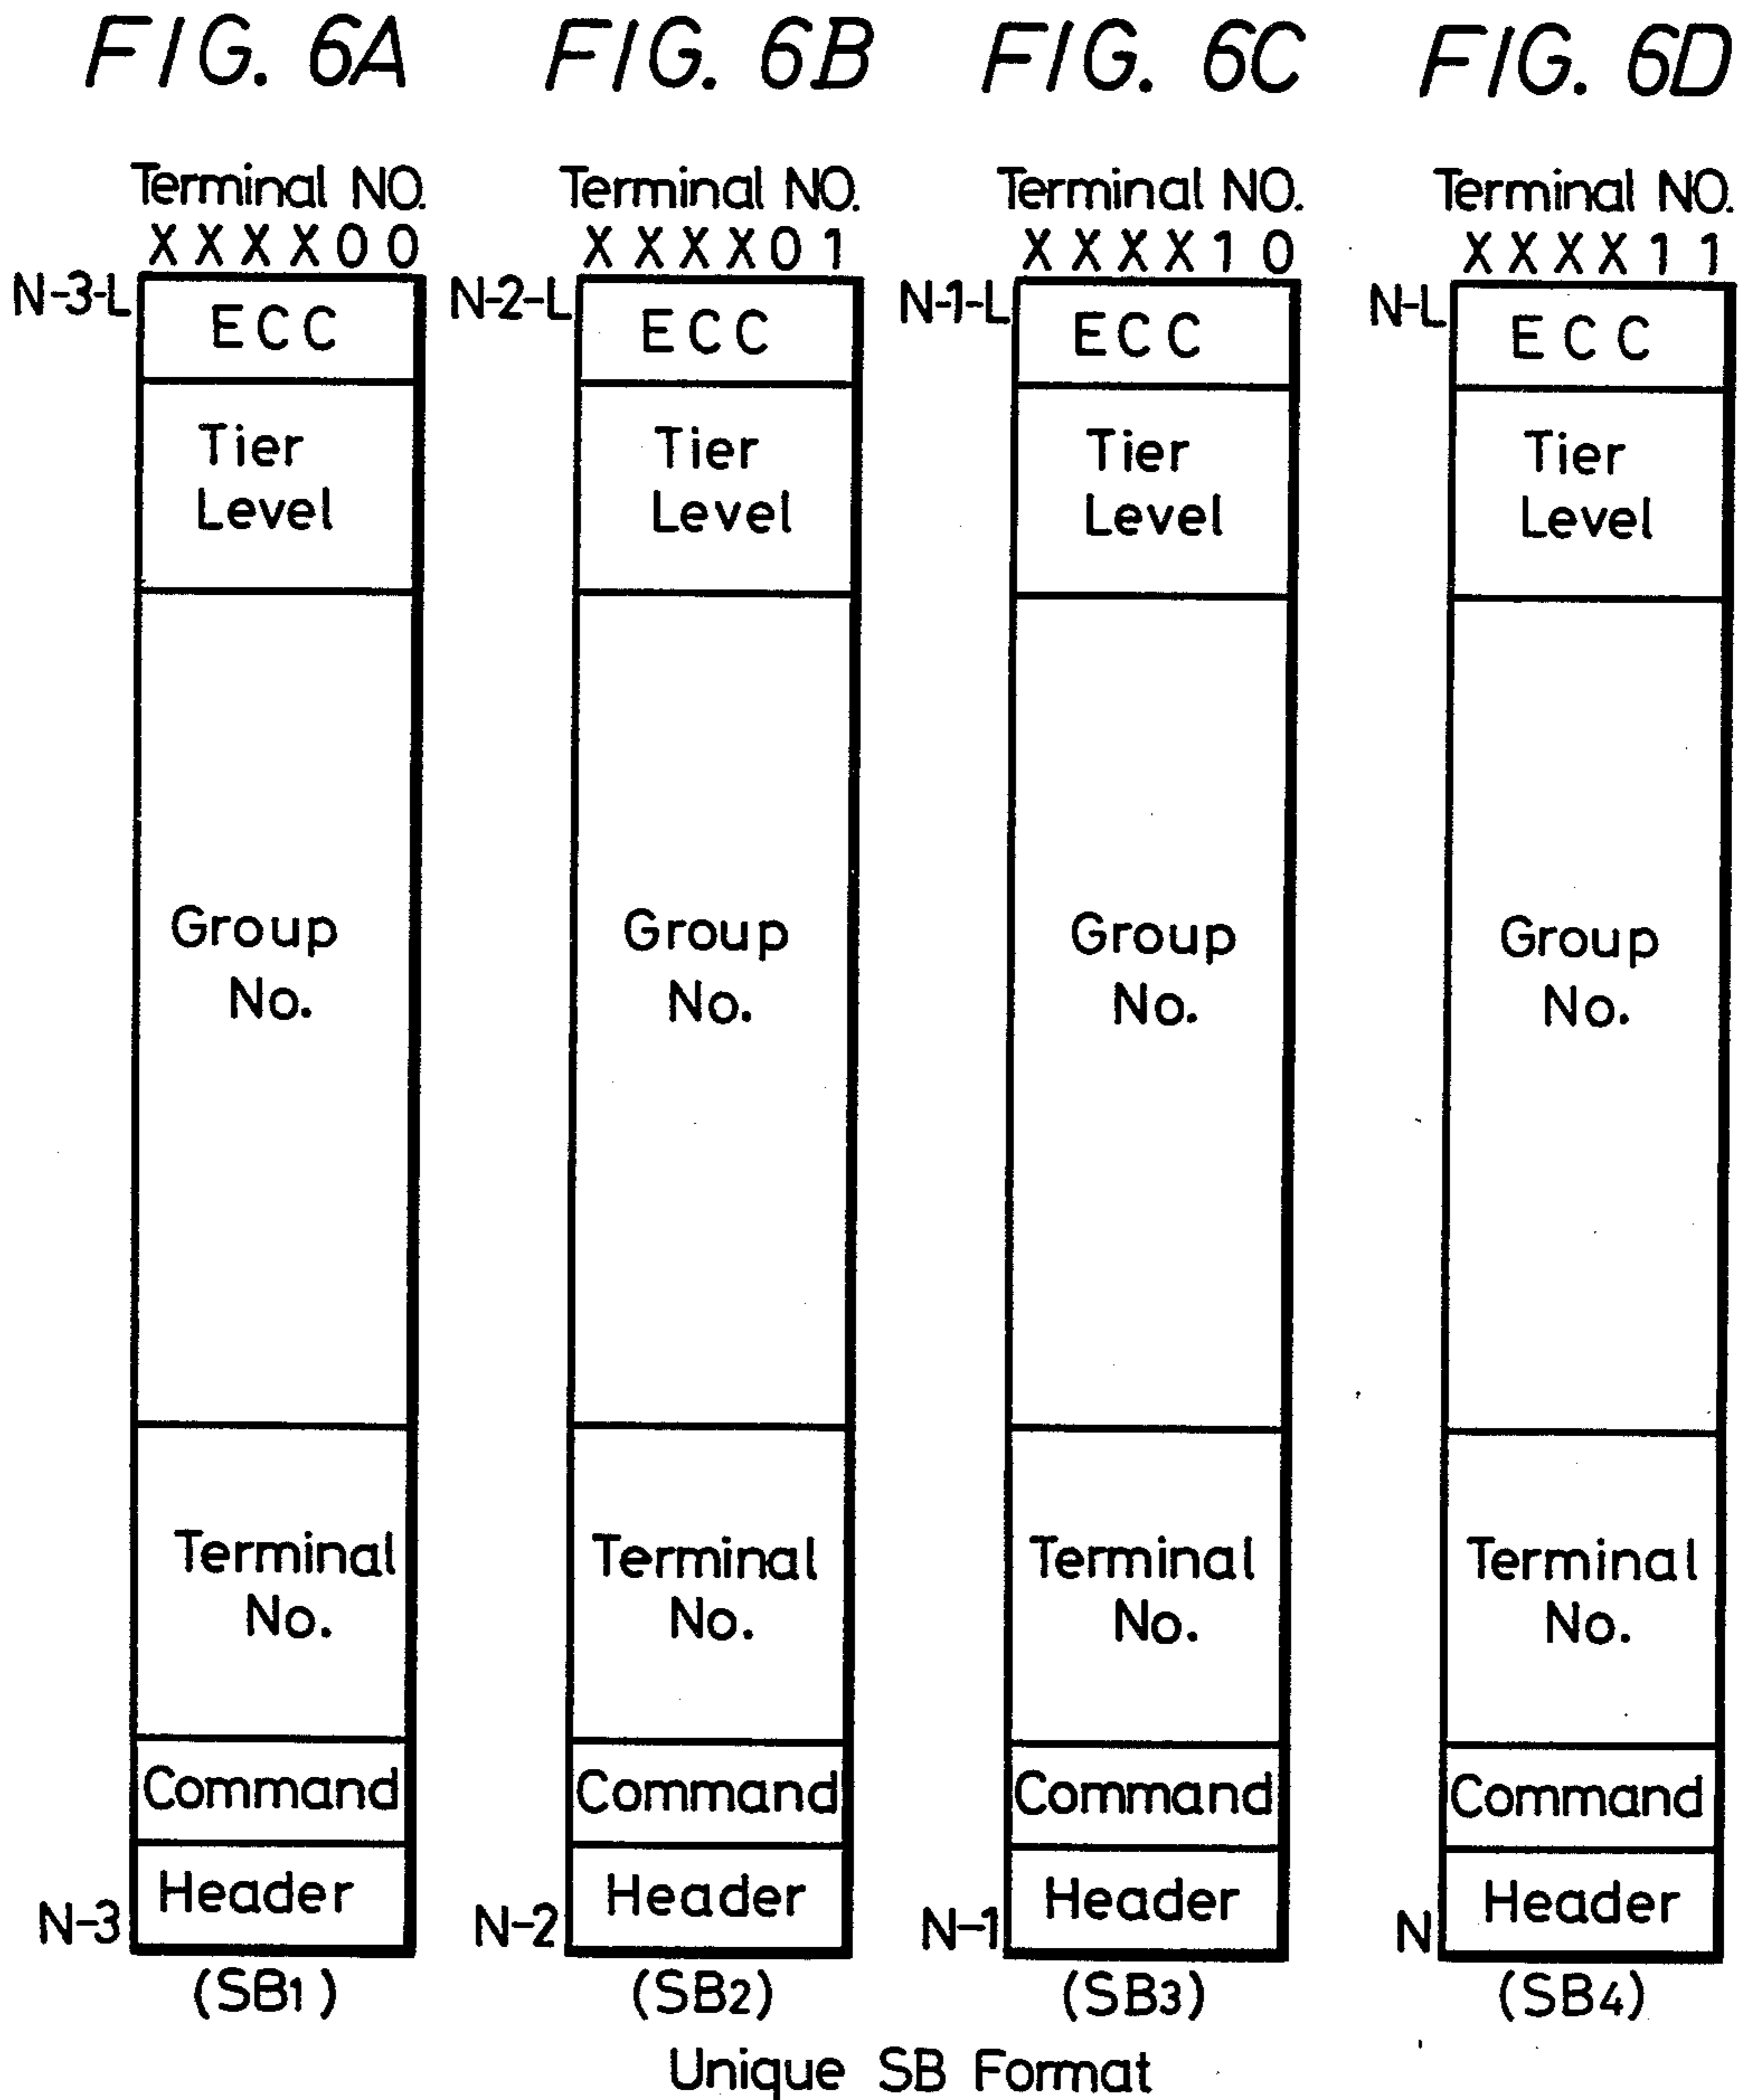 FIG. 6A
FIG. 6B
FIG. 6C
FIG. 6D
Terminal NO.
XXXX00
N-3-L
ECC
Tier
Level
Group
No.
Terminal
No.
Command
Header
N-3
(SB1)
Terminal NO.
XXXX01
N-2-L
ECC
Tier
Level
Group
No.
Terminal
No.
Command
Header
N-2
(SB2)
Terminal NO.
XXXX10
N-1-L
ECC
Tier
Level
Group
No.
Terminal
No.
Command
Header
N-1
(SB3)
Terminal NO.
XXXX11
N-L
ECC
Tier
Level
Group
No.
Terminal
No.
Command
Header
N
(SB4)
Unique SB Format